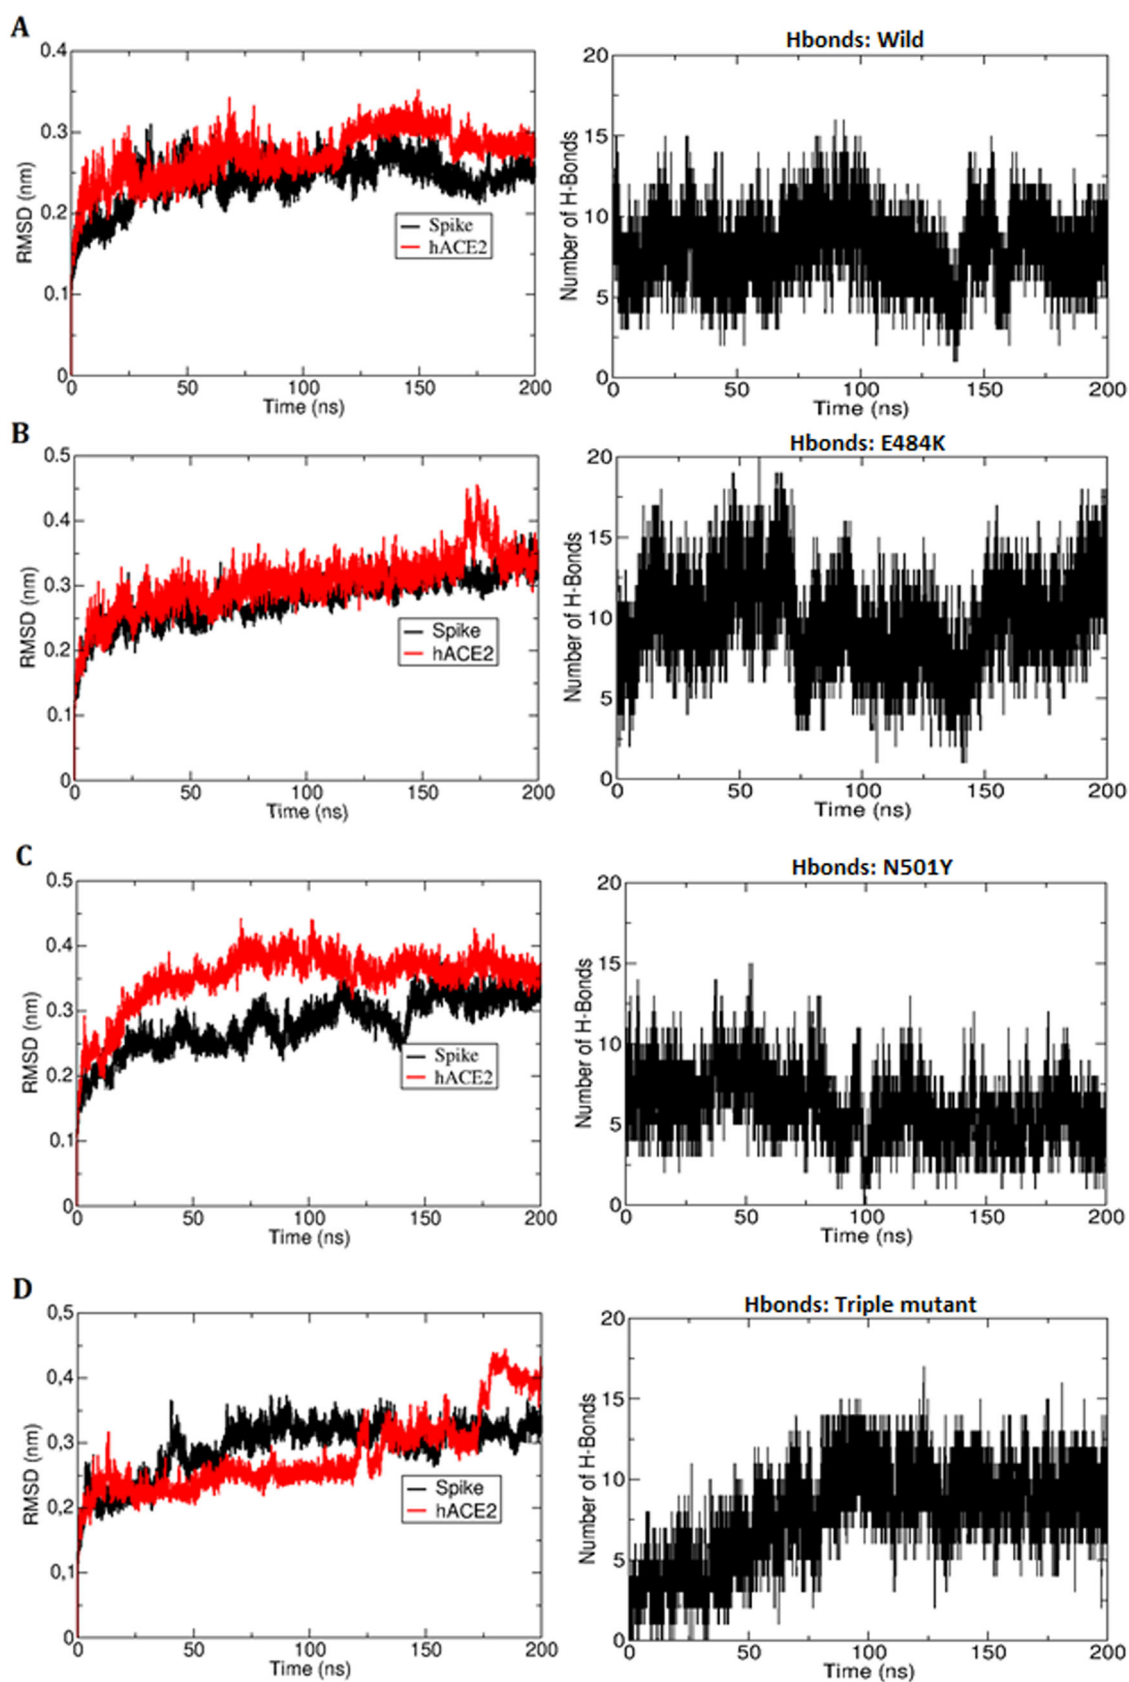 A
Hbonds: Wild
0.4
0.3
0.2
0.1
0
RMSD (nm)
Spike
hACE2
0 50 100 150 200
Time (ns)
20
15
10
5
0
Number of H-Bonds
0 50 100 150 200
Time (ns)
B
Hbonds: E484K
0.5
0.4
0.3
0.2
0.1
0
RMSD (nm)
Spike
hACE2
0 50 100 150 200
Time (ns)
20
15
10
5
0
Number of H-Bonds
0 50 100 150 200
Time (ns)
C
Hbonds: N501Y
0.5
0.4
0.3
0.2
0.1
0
RMSD (nm)
Spike
hACE2
0 50 100 150 200
Time (ns)
20
15
10
5
0
Number of H-Bonds
0 50 100 150 200
Time (ns)
D
Hbonds: Triple mutant
0,5
0,4
0,3
0,2
0,1
0
RMSD (nm)
Spike
hACE2
0 50 100 150 200
Time (ns)
20
15
10
5
0
Number of H-Bonds
0 50 100 150 200
Time (ns)